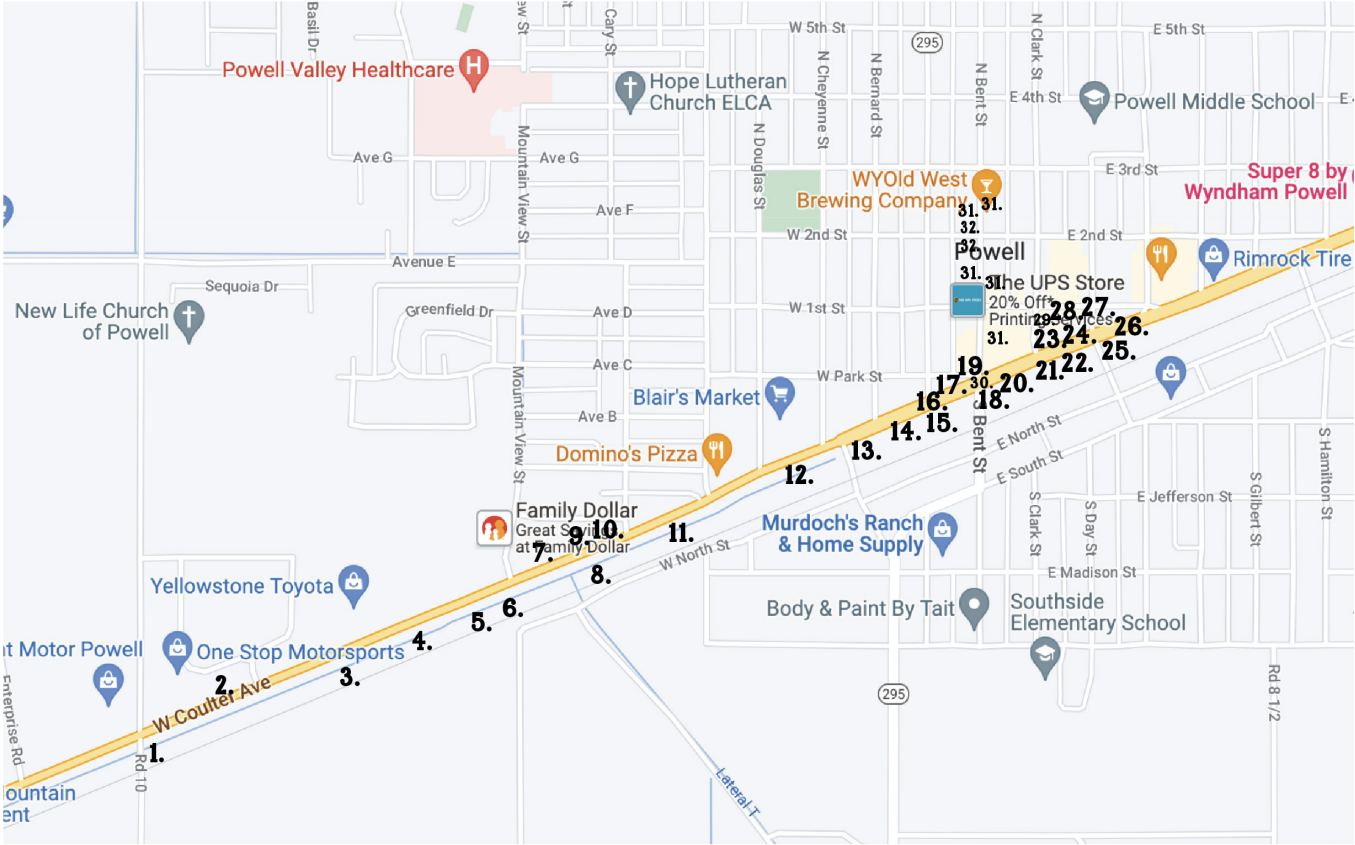 Basil Dr
ew St
Cary St
W 5th St
295
N Clark St
E 5th St
Powell Valley Healthcare
H
Hope Lutheran
Church ELCA
N Cheyenne St
N Bernard St
N Bent St
E 4th St
Powell Middle School
Ave G
Mountain View St
Ave G
N Douglas St
E 3rd St
Super 8 by
Wyndham Powell
WYOld West
Brewing Company
31.
31.
Ave F
32.
W 2nd St
E 2nd St
32.
Powell
Avenue E
Rimrock Tire
31.
31.
The UPS Store
Sequoia Dr
20% Off*
Printing Services
New Life Church
of Powell
Greenfield Dr
Ave D
W 1st St
28.
27.
29.
26.
31.
23.
24.
25.
Ave C
19.
22.
21.
W Park St
17.
30.
20.
Mountain View St
Blair's Market
16.
18.
Ave B
15.
14.
S Bent St
E North St
13.
Domino's Pizza
12.
E South St
S Hamilton St
S Gilbert St
E Jefferson St
S Clark St
S Day St
Family Dollar
Great Savings
at Family Dollar
9.
10.
11.
7.
8.
W North St
Murdoch's Ranch
& Home Supply
E Madison St
Yellowstone Toyota
6.
5.
Body & Paint By Tait
Southside
Elementary School
4.
nt Motor Powell
One Stop Motorsports
3.
2.
W Coulter Ave
295
Rd 8 1/2
Enterprise Rd
1.
Rd 10
Lateral T
ountain
ent